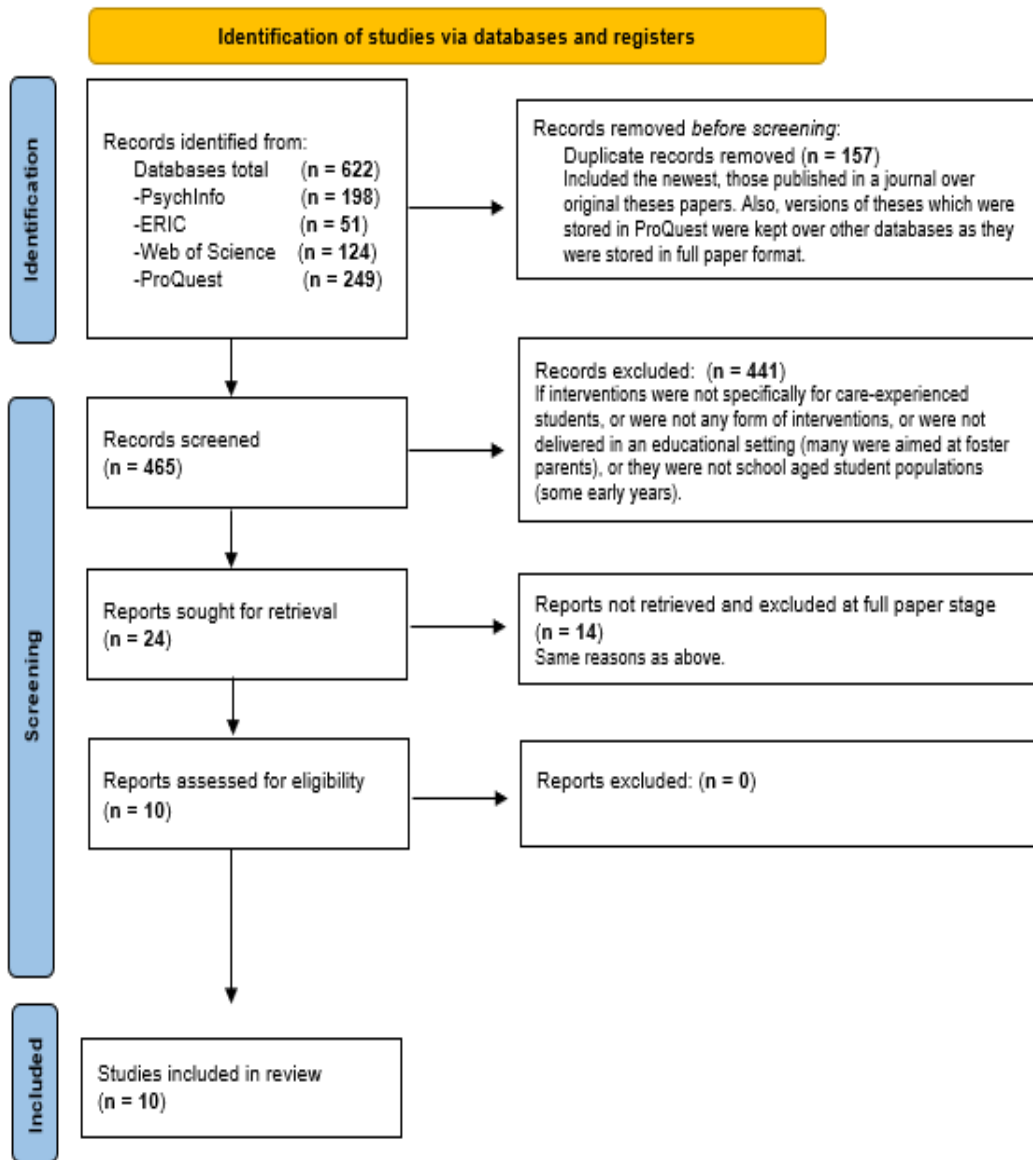 Identification of studies via databases and registers
Identification
Records identified from:
Databases total (n = 622)
-PsychInfo (n = 198)
-ERIC (n = 51)
-Web of Science (n = 124)
-ProQuest (n = 249)
Records removed before screening:
Duplicate records removed (n = 157)
Included the newest, those published in a journal over
original theses papers. Also, versions of theses which were
stored in ProQuest were kept over other databases as they
were stored in full paper format.
Screening
Records screened
(n = 465)
Records excluded: (n = 441)
If interventions were not specifically for care-experienced
students, or were not any form of interventions, or were not
delivered in an educational setting (many were aimed at foster
parents), or they were not school aged student populations
(some early years).
Reports sought for retrieval
(n = 24)
Reports not retrieved and excluded at full paper stage
(n = 14)
Same reasons as above.
Reports assessed for eligibility
(n = 10)
Reports excluded: (n = 0)
Included
Studies included in review
(n = 10)